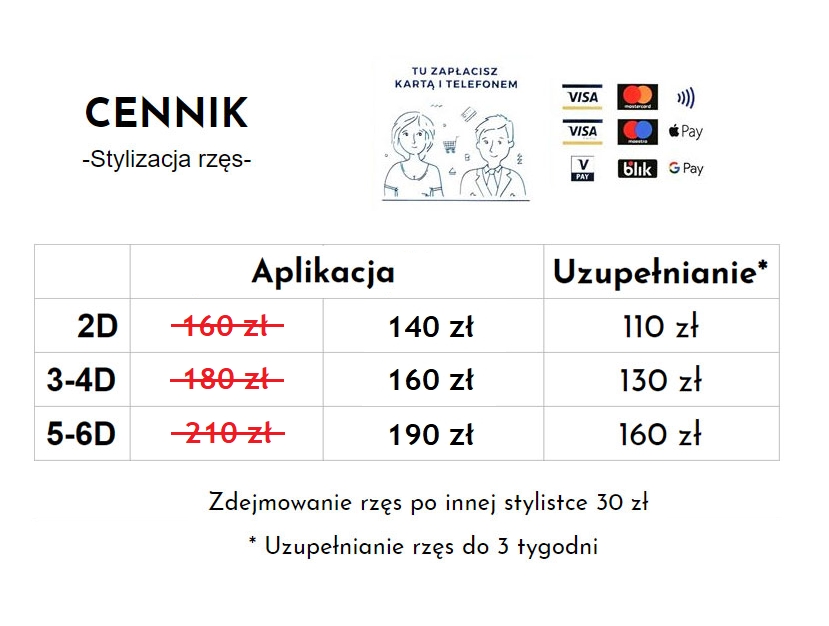 CENNIK
-Stylizacja rzęs-
TU ZAPŁACISZ
KARTĄ I TELEFONEM
VISA mastercard
VISA maestro Pay
V PAY blik G Pay
Aplikacja Uzupełnianie*
2D 160 zł 140 zł 110 zł
3-4D 180 zł 160 zł 130 zł
5-6D 210 zł 190 zł 160 zł
Zdejmowanie rzęs po innej stylistce 30 zł
* Uzupełnianie rzęs do 3 tygodni